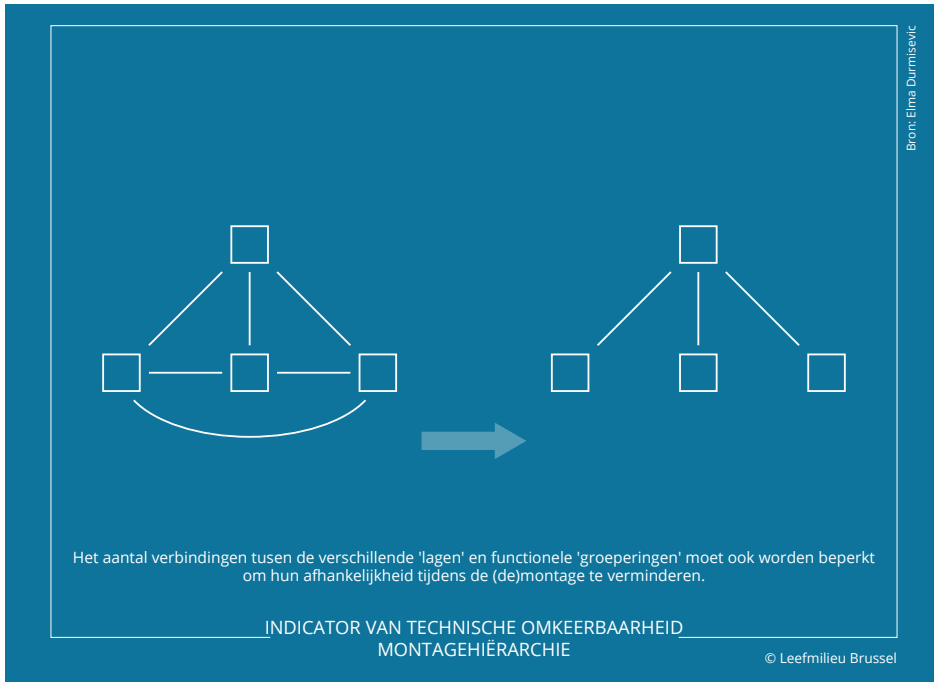 Bron: Elma Durmisevic
Het aantal verbindingen tusen de verschillende 'lagen' en functionele 'groeperingen' moet ook worden beperkt
om hun afhankelijkheid tijdens de (de)montage te verminderen.
INDICATOR VAN TECHNISCHE OMKEERBAARHEID
MONTAGEHIËRARCHIE
© Leefmilieu Brussel